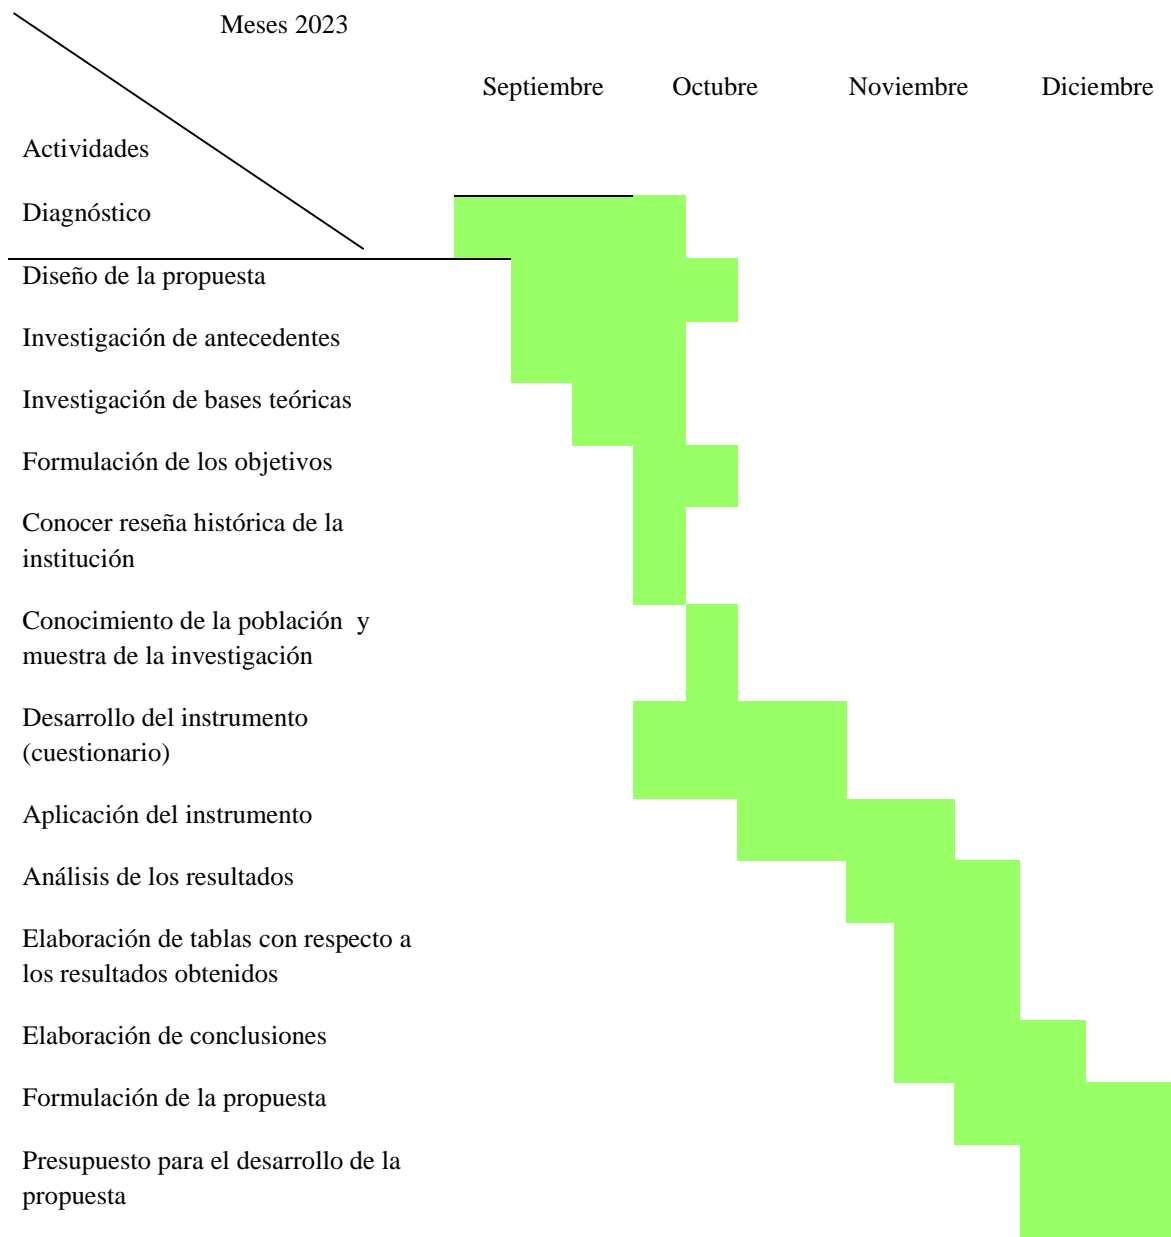 Meses 2023
Septiembre Octubre Noviembre Diciembre
Actividades
Diagnóstico
Diseño de la propuesta
Investigación de antecedentes
Investigación de bases teóricas
Formulación de los objetivos
Conocer reseña histórica de la
institución
Conocimiento de la población y
muestra de la investigación
Desarrollo del instrumento
(cuestionario)
Aplicación del instrumento
Análisis de los resultados
Elaboración de tablas con respecto a
los resultados obtenidos
Elaboración de conclusiones
Formulación de la propuesta
Presupuesto para el desarrollo de la
propuesta